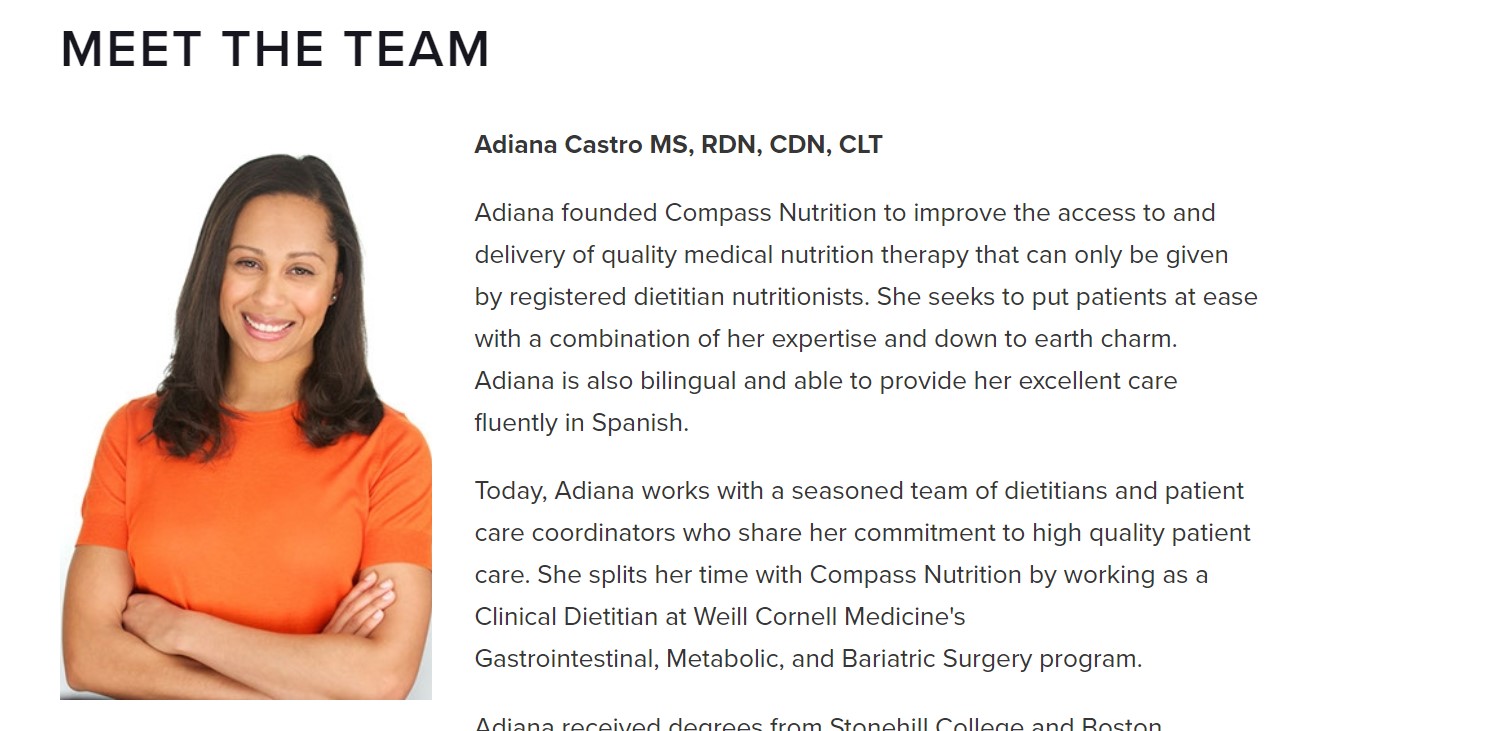 MEET THE TEAM
Adiana Castro MS, RDN, CDN, CLT
Adiana founded Compass Nutrition to improve the access to and
delivery of quality medical nutrition therapy that can only be given
by registered dietitian nutritionists. She seeks to put patients at ease
with a combination of her expertise and down to earth charm.
Adiana is also bilingual and able to provide her excellent care
fluently in Spanish.
Today, Adiana works with a seasoned team of dietitians and patient
care coordinators who share her commitment to high quality patient
care. She splits her time with Compass Nutrition by working as a
Clinical Dietitian at Weill Cornell Medicine's
Gastrointestinal, Metabolic, and Bariatric Surgery program.
Adiana received degrees from Stonehill College and Boston